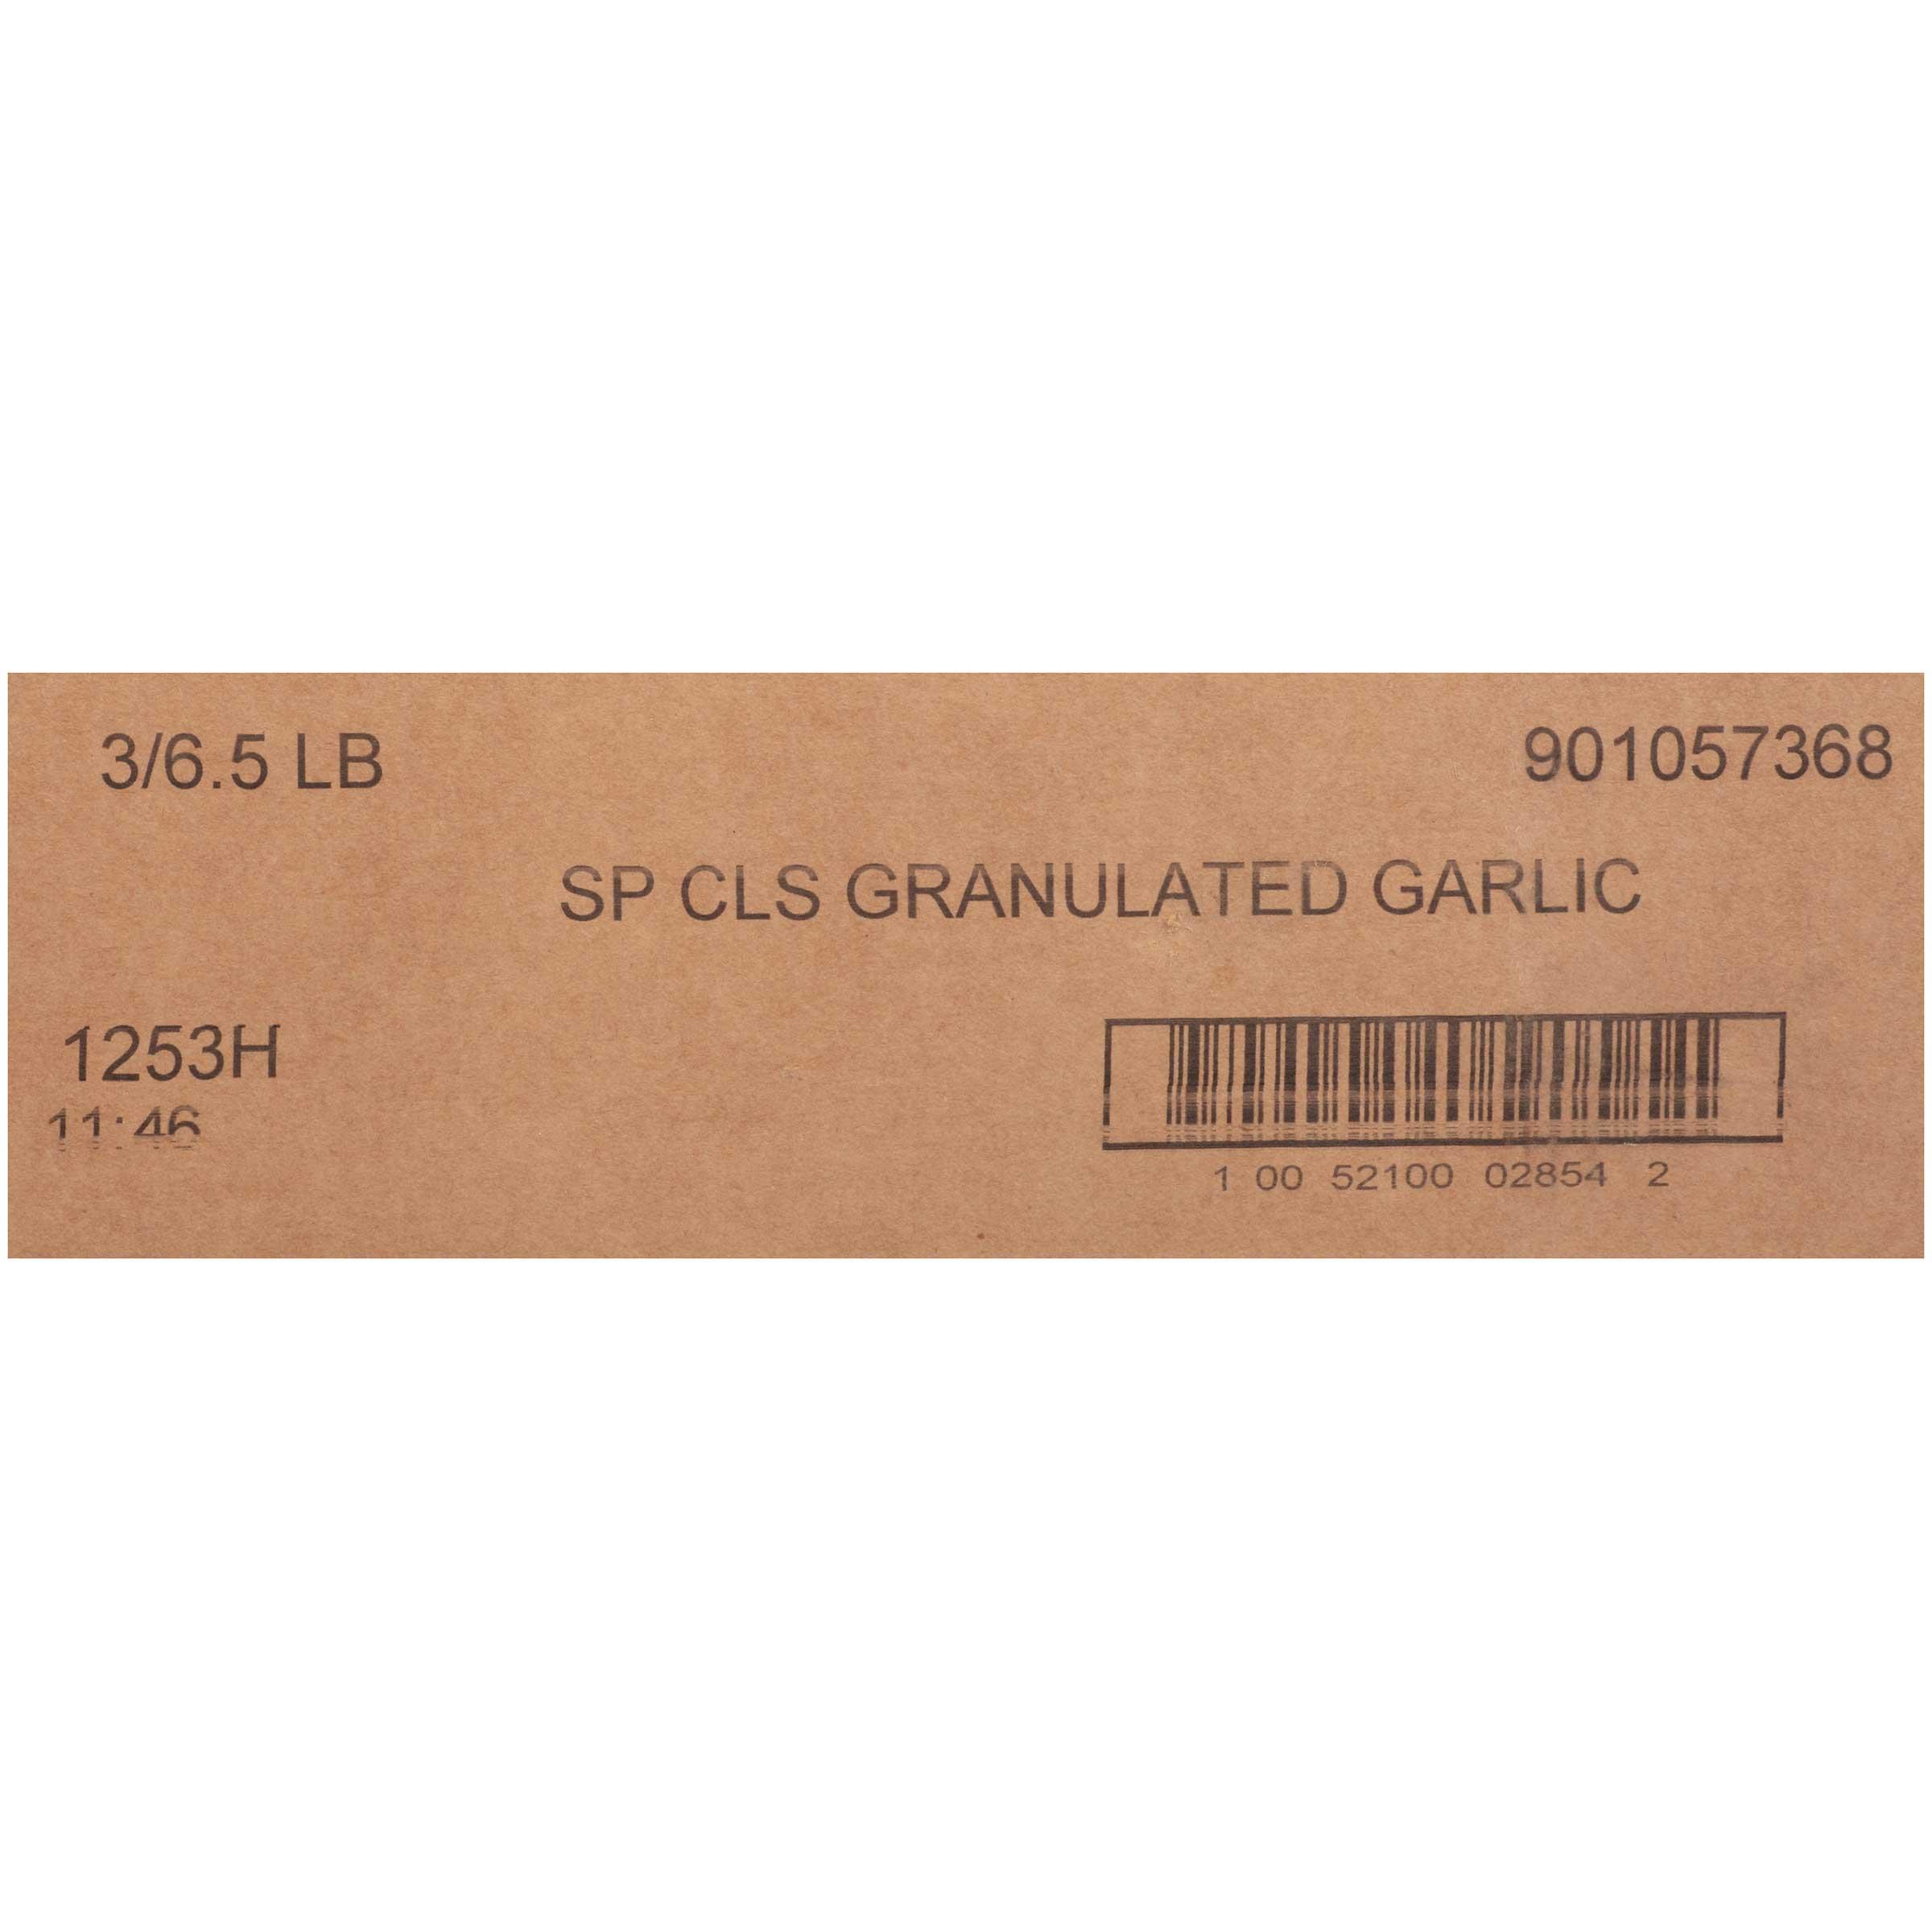 3/6.5 LB
901057368
SP CLS GRANULATED GARLIC
1253H
11:46
1 00 52100 02854 2